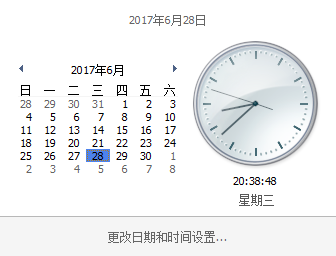 2017年6月28日
2017年6月
日 一 二 三 四 五 六
28 29 30 31 1 2 3
4 5 6 7 8 9 10
11 12 13 14 15 16 17
18 19 20 21 22 23 24
25 26 27 28 29 30 1
2 3 4 5 6 7 8
20:38:48
星期三
更改日期和时间设置...